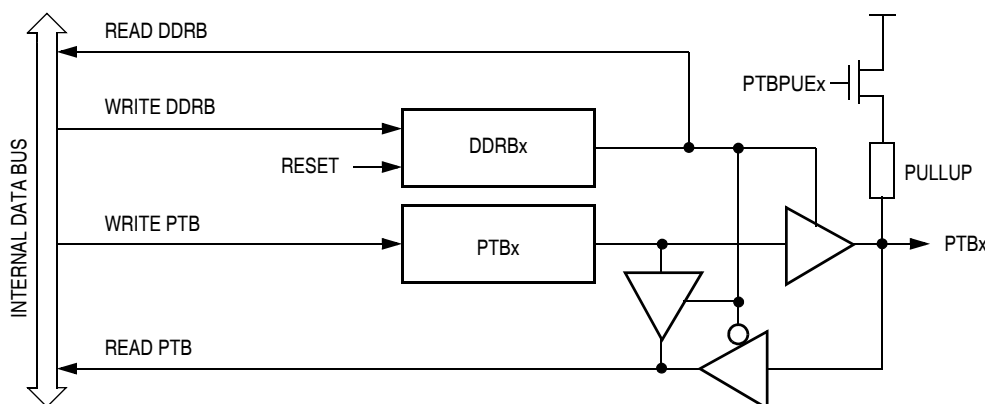 READ DDRB
PTBPUEx
WRITE DDRB
DDRBx
RESET
PULLUP
INTERNAL DATA BUS
WRITE PTB
PTBx
PTBx
READ PTB